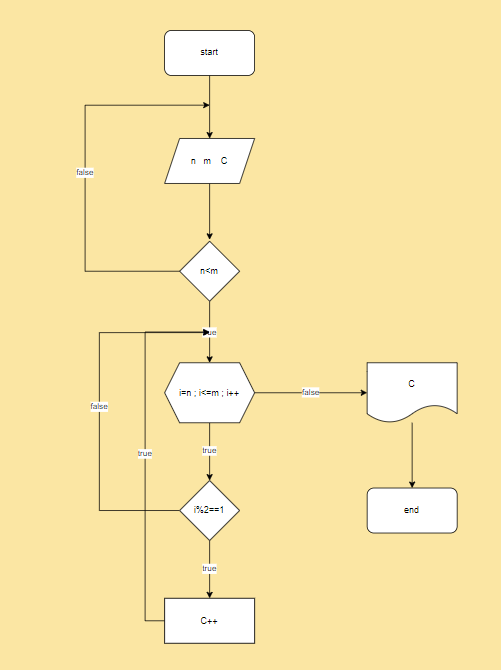 start
n m C
false
n<m
true
i=n ; i<=m ; i++
false
C
false
true
true
i%2==1
end
true
C++